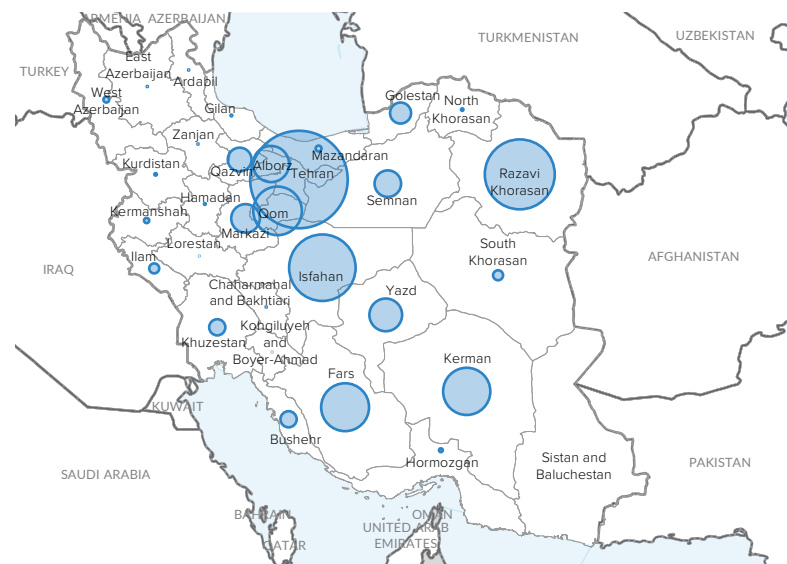 ARMENIA
AZERBAIJAN
TURKMENISTAN
UZBEKISTAN
TURKEY
East
Azerbaijan
Ardabil
West
Azerbaijan
Gilan
Golestan
North
Khorasan
Zanjan
Mazandaran
Kurdistan
Qazvin
Alborz
Tehran
Razavi
Khorasan
Hamadan
Semnan
Kermanshah
Qom
Markazi
Lorestan
Ilam
South
Khorasan
AFGHANISTAN
IRAQ
Isfahan
Chaharmahal
and Bakhtiari
Yazd
Kohgiluyeh
and
Boyer-Ahmad
Khuzestan
Fars
Kerman
KUWAIT
Bushehr
Hormozgan
Sistan and
Baluchestan
PAKISTAN
SAUDI ARABIA
BAHRAIN
OMAN
UNITED ARAB
EMIRATES
QATAR